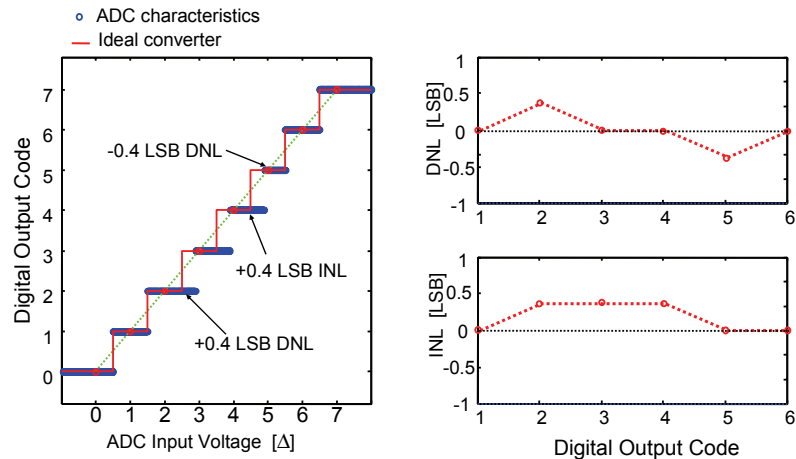 ADC characteristics
Ideal converter
Digital Output Code
7
6
5
4
3
2
1
0
-0.4 LSB DNL
+0.4 LSB INL
+0.4 LSB DNL
0 1 2 3 4 5 6 7
ADC Input Voltage [Δ]
DNL [LSB]
1
0.5
0
-0.5
-1
1 2 3 4 5 6
INL [LSB]
1
0.5
0
-0.5
-1
1 2 3 4 5 6
Digital Output Code